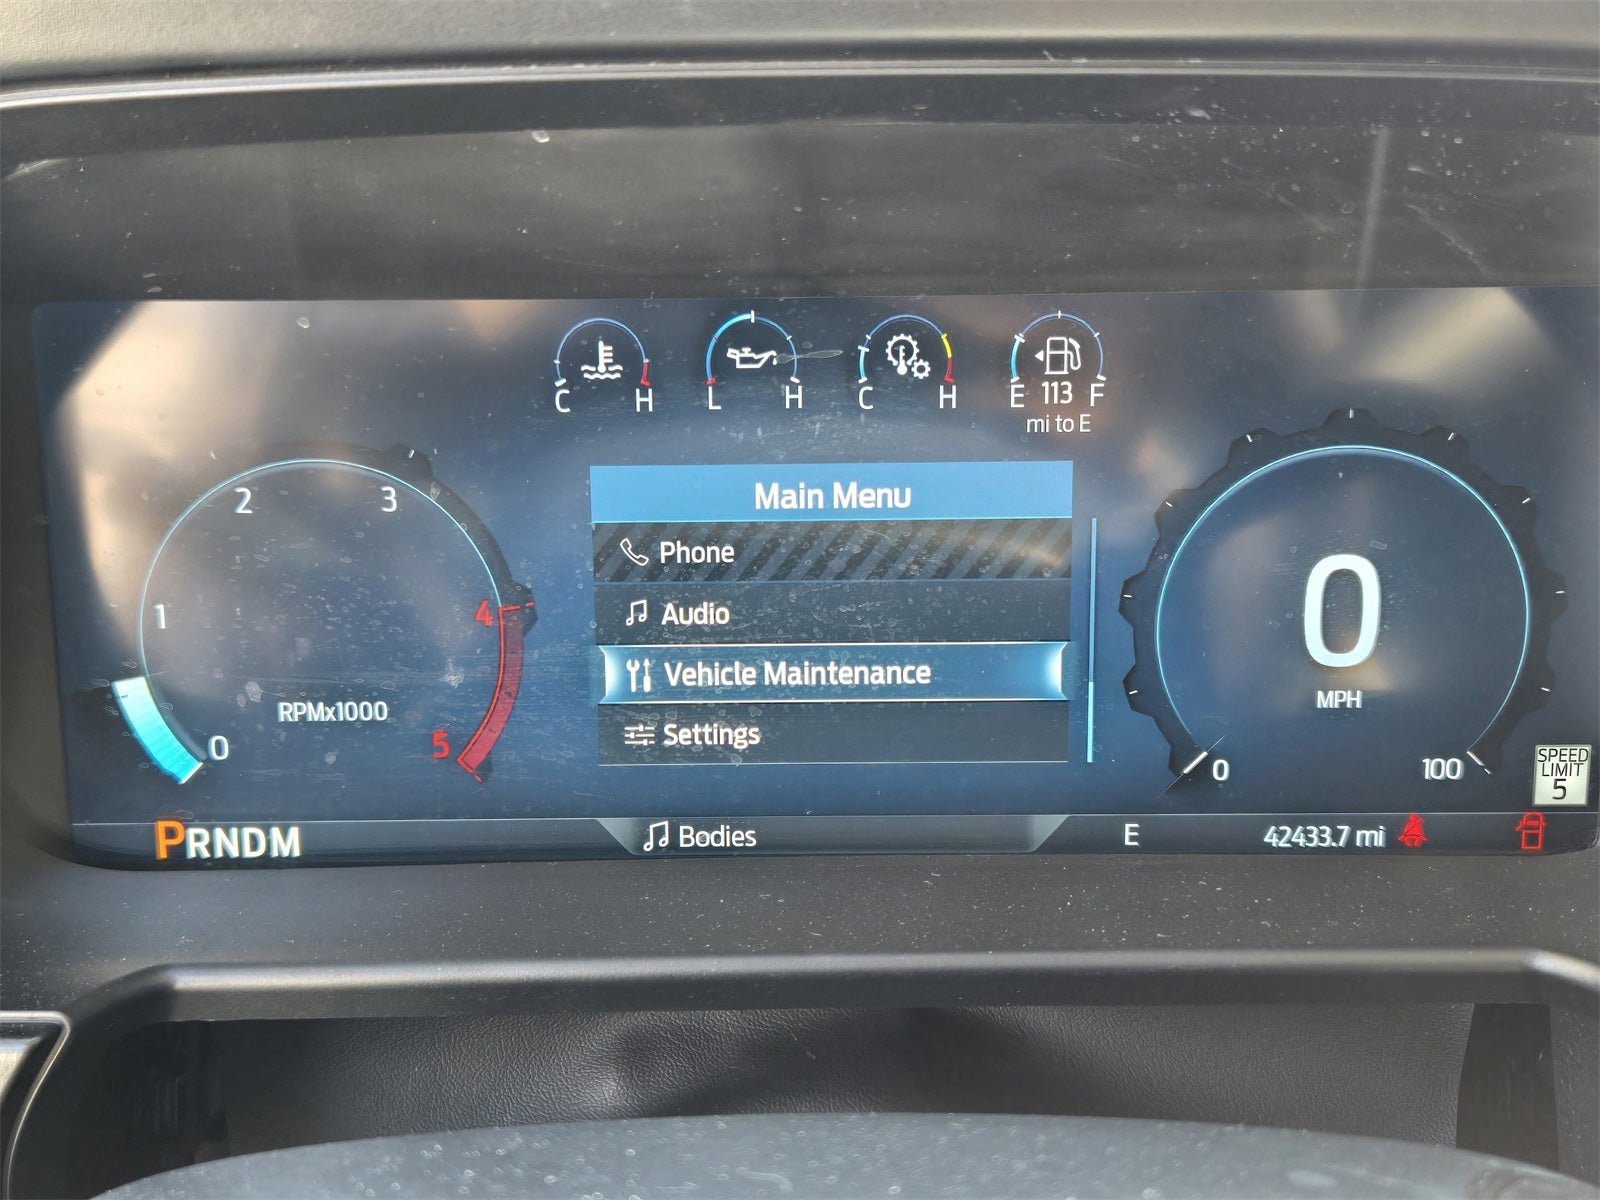 C H
L H
C H
E 113 F
mi to E
Main Menu
Phone
Audio
Vehicle Maintenance
Settings
0
1
2
3
4
5
RPMx1000
0
MPH
0
100
SPEED
LIMIT
5
PRNDM
Bodies
E
42433.7 mi